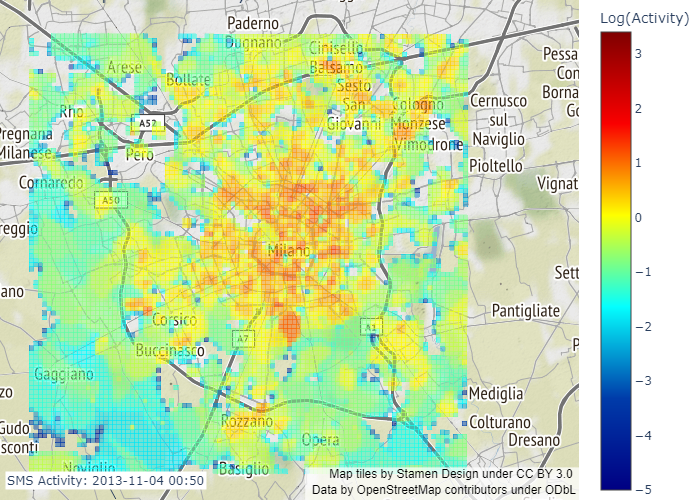 Log(Activity)
3
2
1
0
−1
−2
−3
−4
−5
Paderno
Dugnano
Cinisello
Balsamo
Sesto
San
Giovanni
Arese
Bollate
Rho
A52
Pero
Pregnana
Milanese
Cornaredo
A50
Cologno
Monzese
Vimodrone
Cernusco
sul
Naviglio
Pioltello
Pessa
Con
Borna
Go
Vignat
reggio
Milano
Sett
ano
Pantigliate
Corsico
A7
A1
Buccinasco
P
Gaggiano
zo
Mediglia
Rozzano
Colturano
Gudo
sconti
Opera
Dresano
Noviglio
Basiglio
SMS Activity: 2013-11-04 00:50
Map tiles by Stamen Design under CC BY 3.0
Data by OpenStreetMap contributors under ODbL